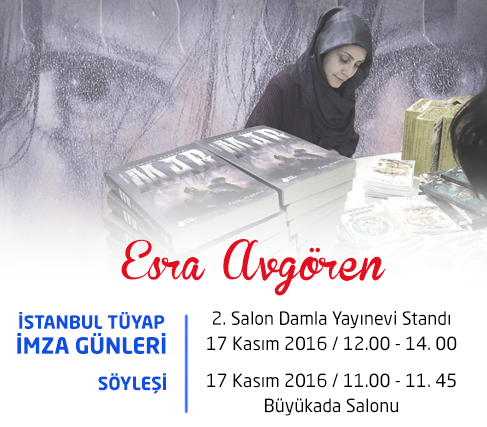 Esra Avgören
İSTANBUL TÜYAP
İMZA GÜNLERİ
2. Salon Damla Yayınevi Standı
17 Kasım 2016 / 12.00 - 14. 00
SÖYLEŞİ
17 Kasım 2016 / 11.00 - 11. 45
Büyükada Salonu